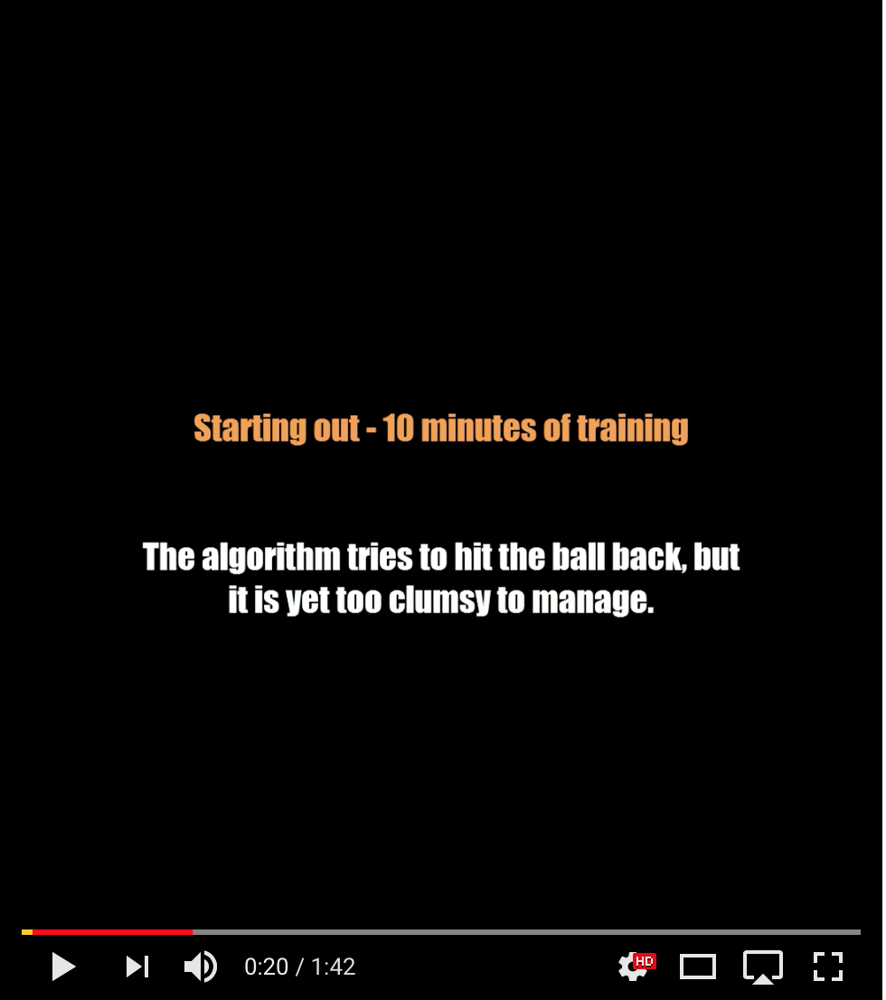 Starting out - 10 minutes of training
The algorithm tries to hit the ball back, but
it is yet too clumsy to manage.
0:20 / 1:42
HD